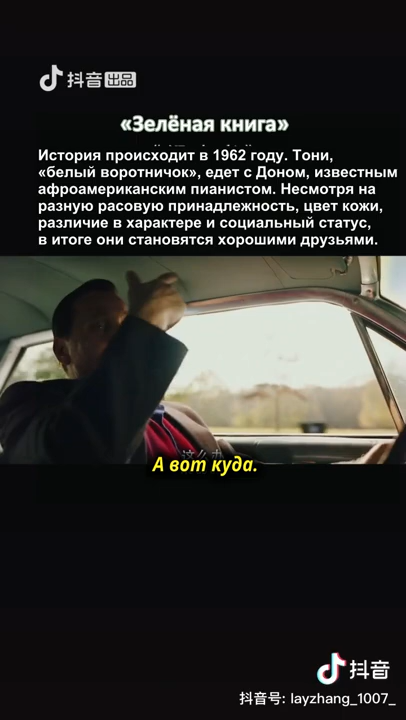 抖音出品
«Зелёная книга»
История происходит в 1962 году. Тони,
«белый воротничок», едет с Доном, известным
афроамериканским пианистом. Несмотря на
разную расовую принадлежность, цвет кожи,
различие в характере и социальный статус,
в итоге они становятся хорошими друзьями.
А вот куда.
抖音
抖音号: layzhang_1007_